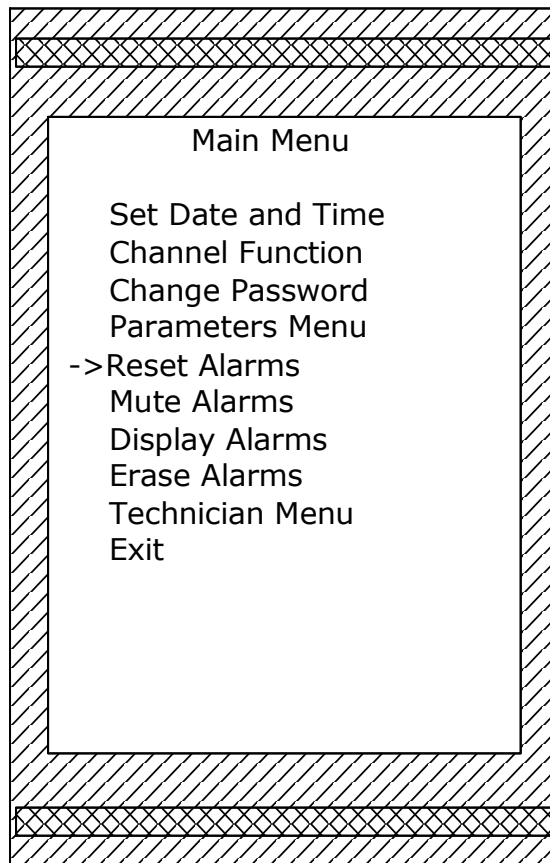 Main Menu
Set Date and Time
Channel Function
Change Password
Parameters Menu
->Reset Alarms
Mute Alarms
Display Alarms
Erase Alarms
Technician Menu
Exit